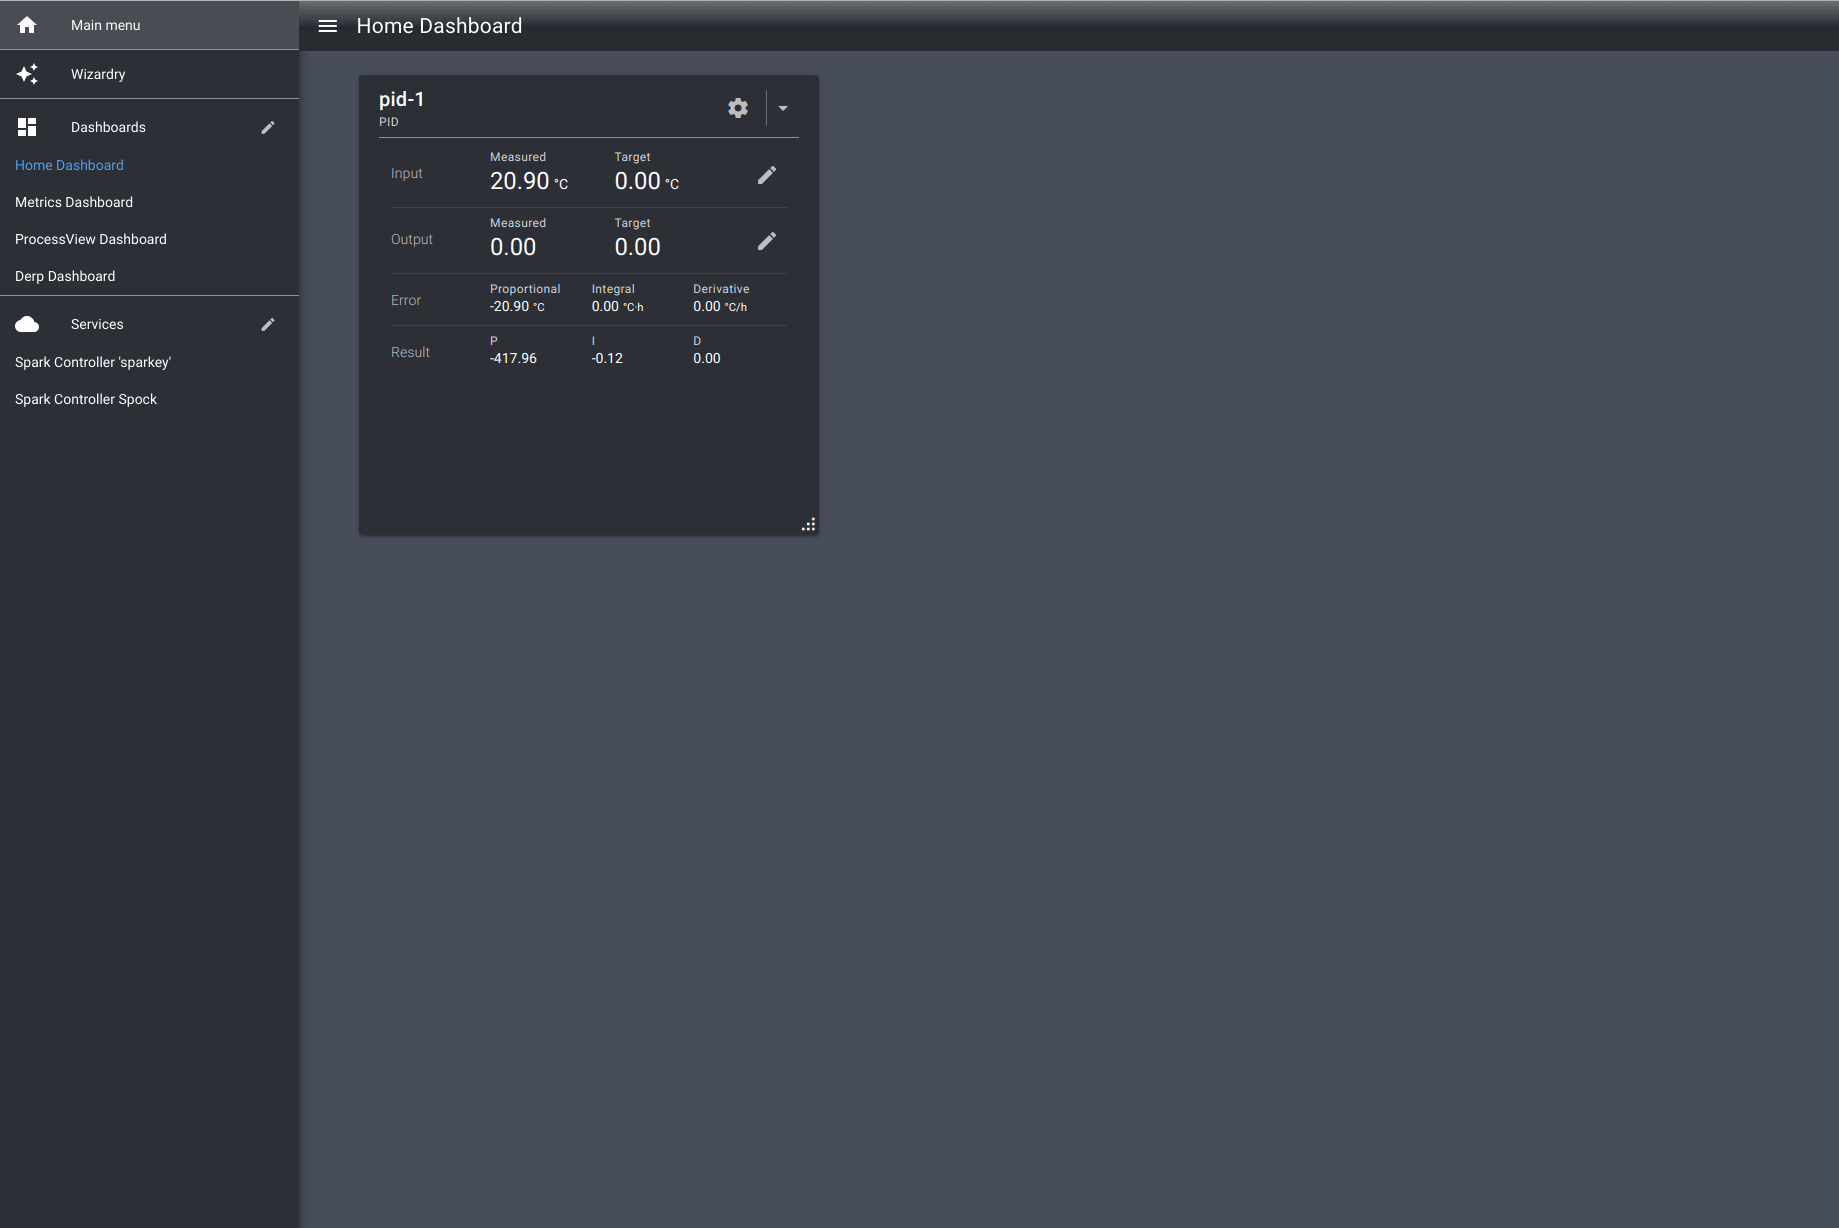 Main menu
Home Dashboard
Wizardry
Dashboards
Home Dashboard
Metrics Dashboard
ProcessView Dashboard
Derp Dashboard
Services
Spark Controller 'sparkey'
Spark Controller Spock
pid-1
PID
Input
Measured
20.90 °C
Target
0.00 °C
Output
Measured
0.00
Target
0.00
Error
Proportional
-20.90 °C
Integral
0.00 °C·h
Derivative
0.00 °C/h
Result
P
-417.96
I
-0.12
D
0.00